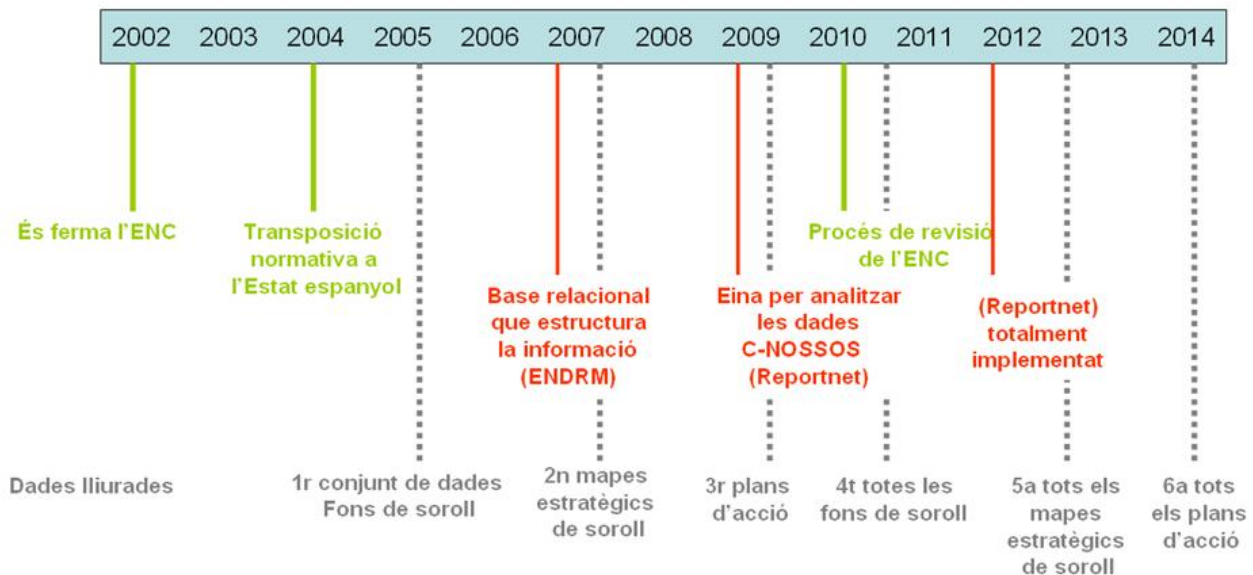 2002 2003 2004 2005 2006 2007 2008 2009 2010 2011 2012 2013 2014
És ferma l'ENC
Transposició
normativa a
l'Estat espanyol
Base relacional
que estructura
la informació
(ENDRM)
Eina per analitzar
les dades
C-NOSSOS
(Reportnet)
Procés de revisió
de l'ENC
(Reportnet)
totalment
implementat
Dades lliurades
1r conjunt de dades
Fons de soroll
2n mapes
estratègics
de soroll
3r plans
d'acció
4t totes les
fons de soroll
5a tots els
mapes
estratègics
de soroll
6a tots
els plans
d'acció